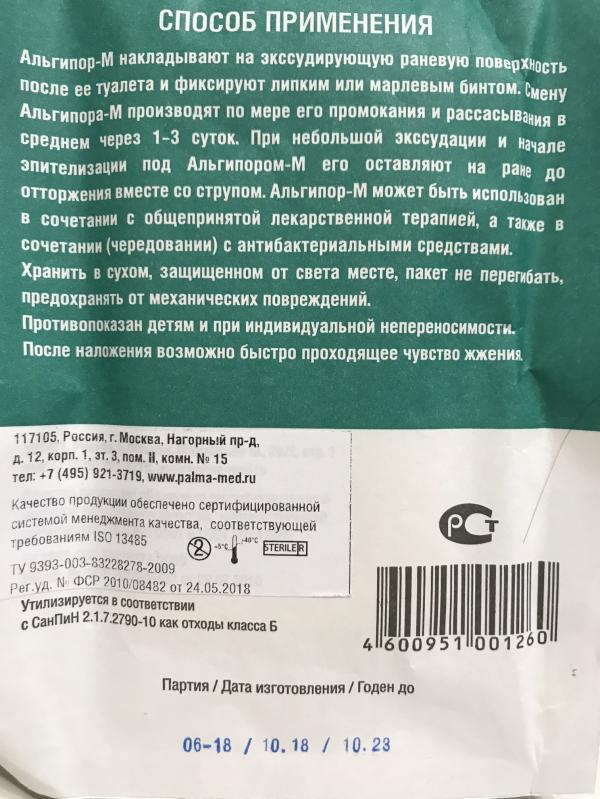 СПОСОБ ПРИМЕНЕНИЯ
Альгипор-М накладывают на экссудирующую раневую поверхность
после ее туалета и фиксируют липким или марлевым бинтом. Смену
Альгипора-М производят по мере его промокания и рассасывания в
среднем через 1-3 суток. При небольшой экссудации и начале
эпителизации под Альгипором-М его оставляют на ране до
отторжения вместе со струпом. Альгипор-М может быть использован
в сочетании с общепринятой лекарственной терапией, а также в
сочетании (чередовании) с антибактериальными средствами.
Хранить в сухом, защищенном от света месте, пакет не перегибать,
предохранять от механических повреждений.
Противопоказан детям и при индивидуальной непереносимости.
После наложения возможно быстро проходящее чувство жжения.
117105, Россия, г. Москва, Нагорный пр-д,
д. 12, корп. 1, эт. 3, пом. II, комн. № 15
тел: +7 (495) 921-3719, www.palma-med.ru
Качество продукции обеспечено сертифицированной
системой менеджмента качества, соответствующей
требованиям ISO 13485
2 +5°C +40°C STERILE R
ТУ 9393-003-83228278-2009
Рег.уд. № ФСР 2010/08482 от 24.05.2018
Утилизируется в соответствии
с СанПиН 2.1.7.2790-10 как отходы класса Б
РСТ
4 600951 001260
Партия / Дата изготовления / Годен до
06-18 / 10.18 / 10.23